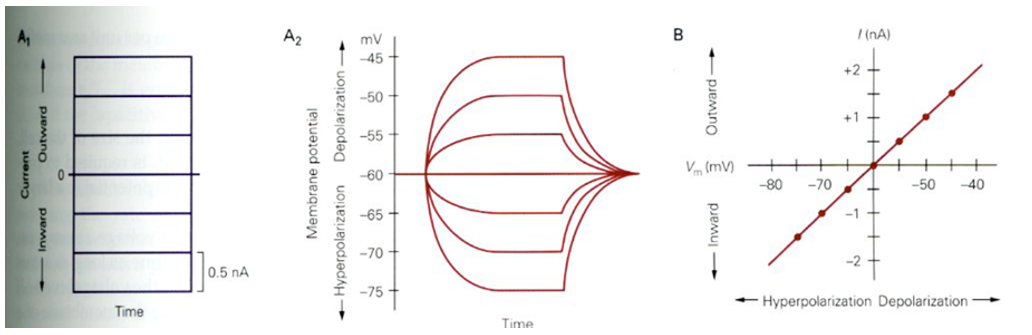 A₁
Current
Inward Outward
0
0.5 nA
Time
A₂
mV
Membrane potential
Hyperpolarization Depolarization
−45
−50
−55
−60
−65
−70
−75
Time
B
I (nA)
Inward Outward
+2
+1
Vm (mV)
−80 −70 −50 −40
−1
−2
Hyperpolarization Depolarization